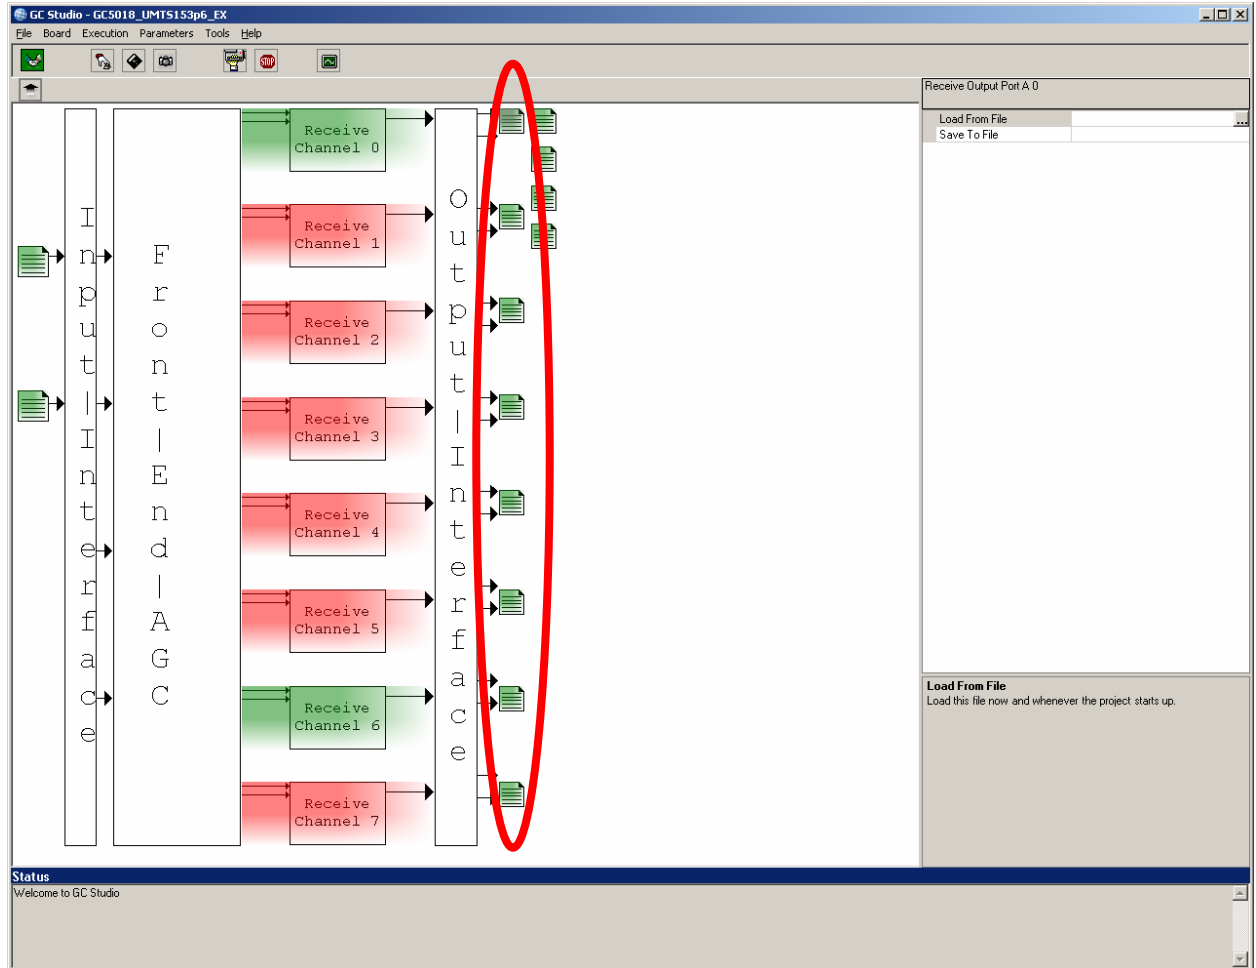 GC Studio - GC5018_UMTS153p6_EX
File Board Execution Parameters Tools Help
STOP
Receive Output Port A 0
Load From File
...
Save To File
Input|Interface
Front|End|AGC
Receive
Channel 0
Receive
Channel 1
Receive
Channel 2
Receive
Channel 3
Receive
Channel 4
Receive
Channel 5
Receive
Channel 6
Receive
Channel 7
Output|Interface
Load From File
Load this file now and whenever the project starts up.
Status
Welcome to GC Studio